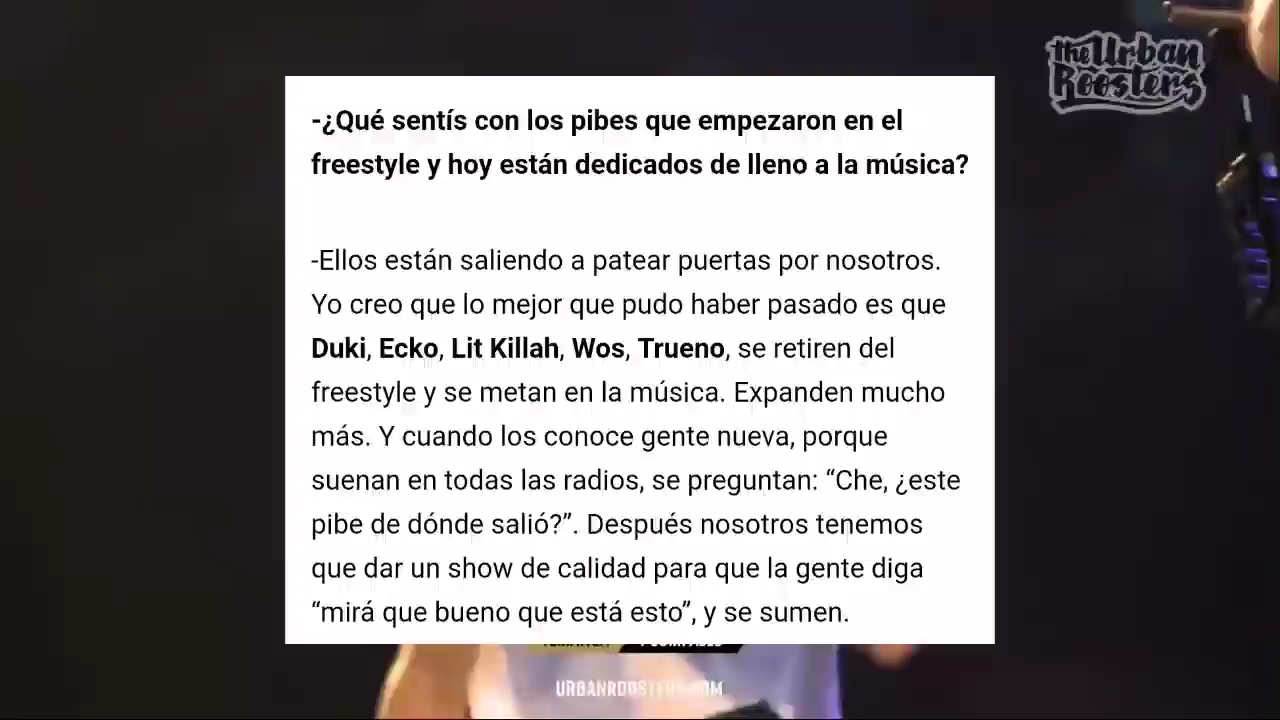 the Urban
Roosters
-¿Qué sentís con los pibes que empezaron en el
freestyle y hoy están dedicados de lleno a la música?
-Ellos están saliendo a patear puertas por nosotros.
Yo creo que lo mejor que pudo haber pasado es que
Duki, Ecko, Lit Killah, Wos, Trueno, se retiren del
freestyle y se metan en la música. Expanden mucho
más. Y cuando los conoce gente nueva, porque
suenan en todas las radios, se preguntan: “Che, ¿este
pibe de dónde salió?”. Después nosotros tenemos
que dar un show de calidad para que la gente diga
“mirá que bueno que está esto”, y se sumen.
URBANROOSTERS.COM